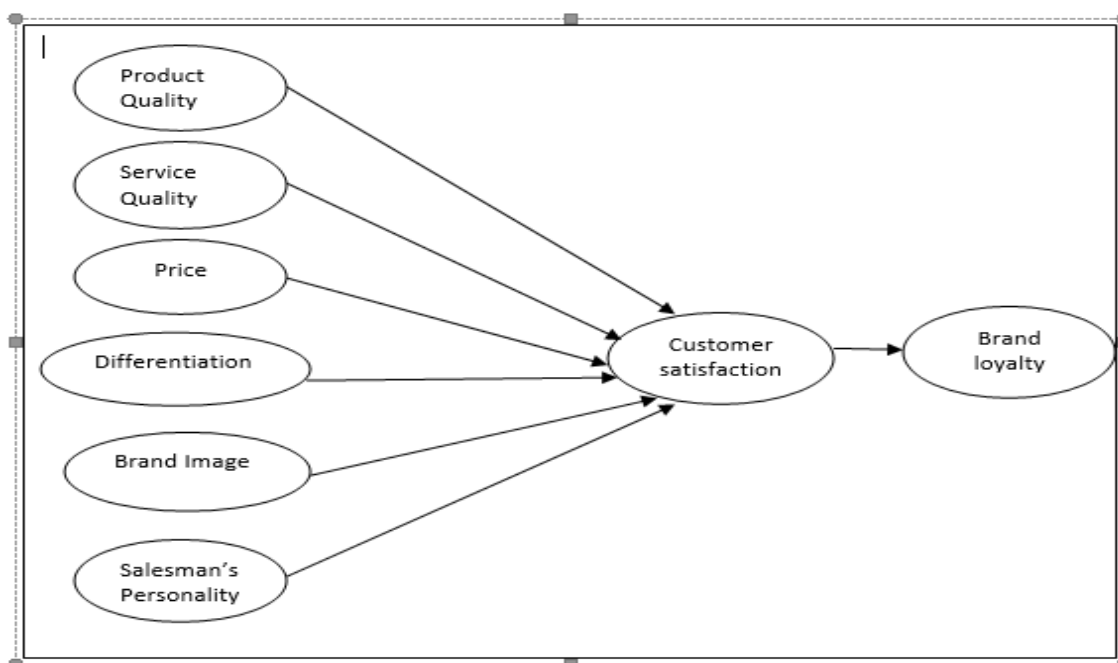 Product
Quality
Service
Quality
Price
Differentiation
Brand Image
Salesman’s
Personality
Customer
satisfaction
Brand
loyalty